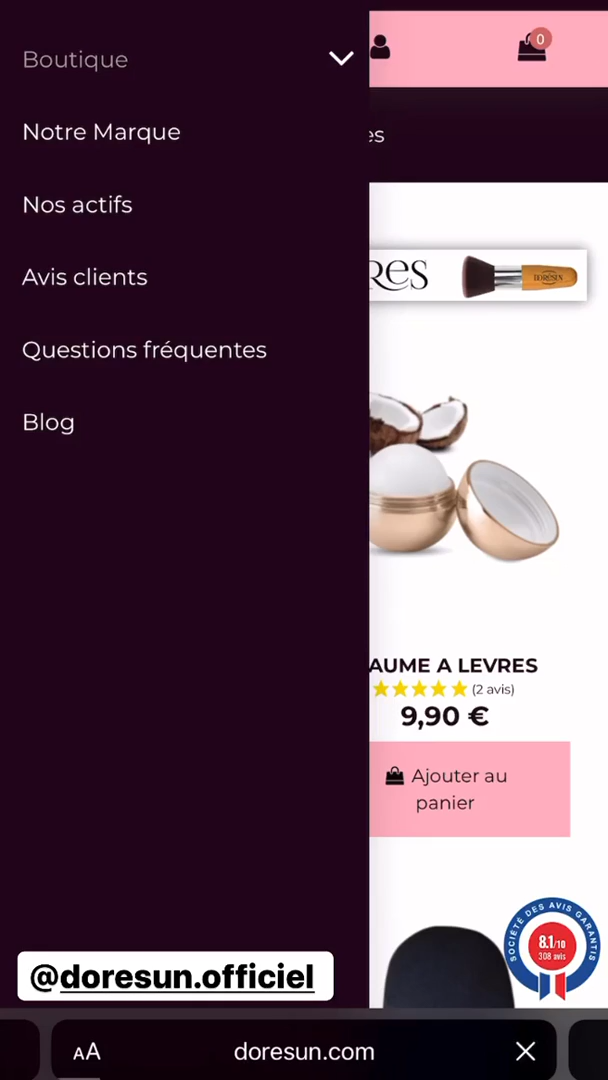 Boutique
0
Notre Marque
es
Nos actifs
RES
DORESUN
Avis clients
Questions fréquentes
Blog
AUME A LEVRES
(2 avis)
9,90 €
Ajouter au
panier
SOCIÉTÉ DES AVIS GARANTIS
8.1/10
308 avis
@doresun.officiel
AA
doresun.com